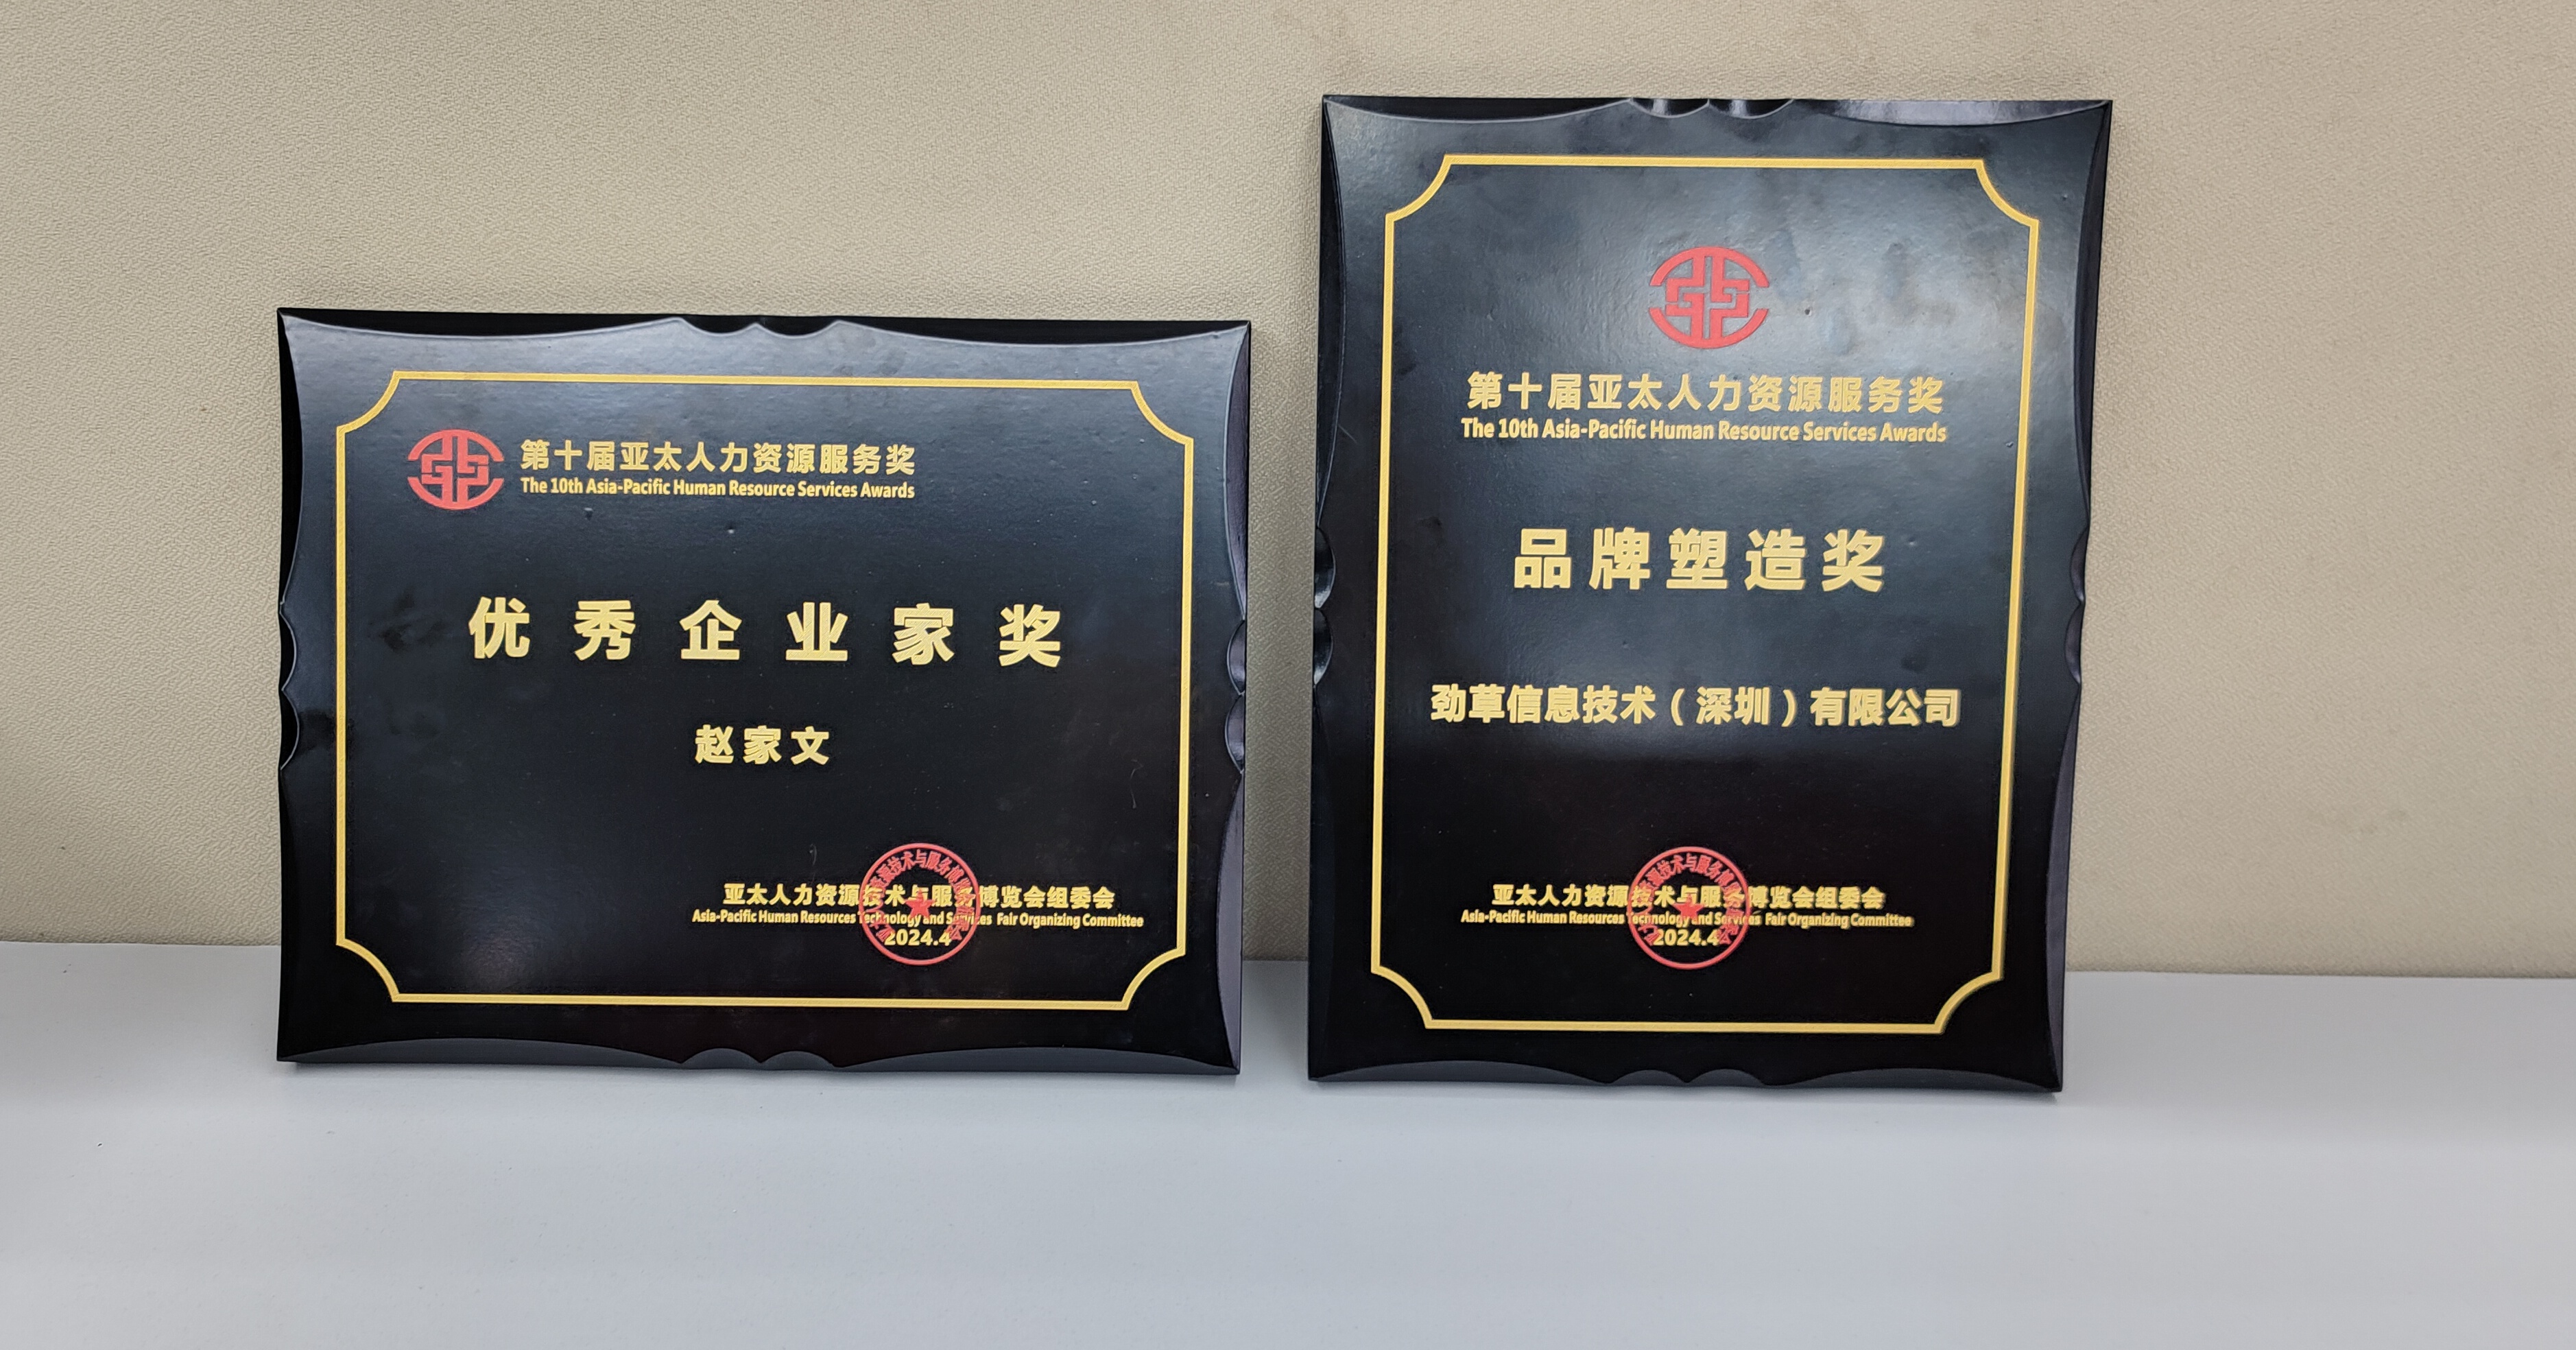 第十届亚太人力资源服务奖
The 10th Asia-Pacific Human Resource Services Awards
优秀企业家奖
赵家文
亚太人力资源技术与服务博览会组委会
Asia-Pacific Human Resources Technology and Services Fair Organizing Committee
2024.4
第十届亚太人力资源服务奖
The 10th Asia-Pacific Human Resource Services Awards
品牌塑造奖
劲草信息技术（深圳）有限公司
亚太人力资源技术与服务博览会组委会
Asia-Pacific Human Resources Technology and Services Fair Organizing Committee
2024.4